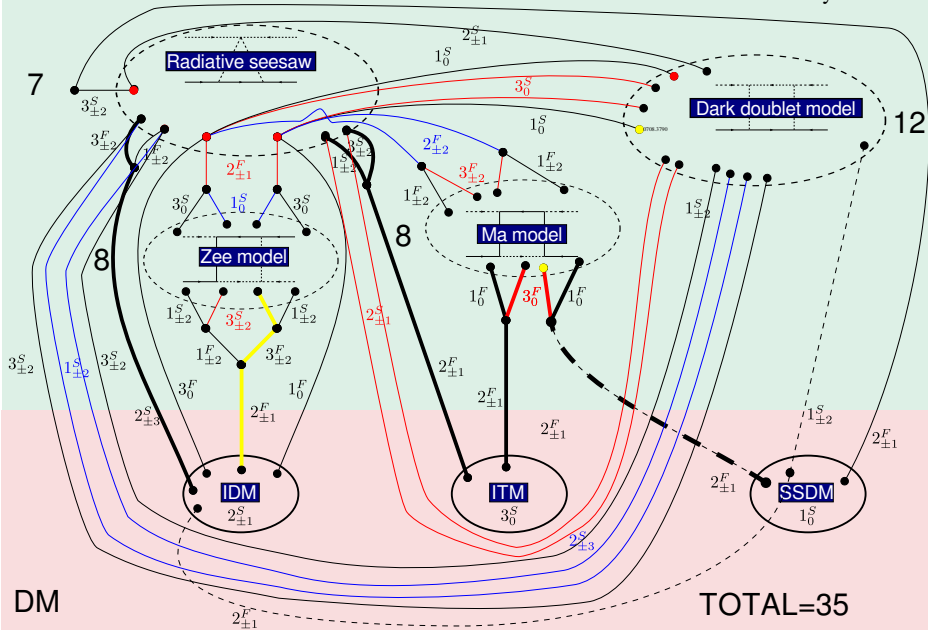 2^S_{±1}
Radiative seesaw
1^S_0
7
3^S_{±2}
3^S_0
Dark doublet model
1^S_0
0708.3790
12
3^F_{±2}
1^F_{±2}
1^S_{±2}
3^S_{±2}
2^F_{±2}
1^F_{±2}
2^F_{±1}
3^F_{±2}
3^S_0
1^S_0
3^S_0
1^F_{±2}
1^S_{±2}
8
Zee model
8
Ma model
1^S_{±2}
3^S_{±2}
1^S_{±2}
2^S_{±1}
1^F_0
3^F_0
1^F_0
1^F_{±2}
3^F_{±2}
3^S_{±2}
1^S_{±2}
3^S_{±2}
3^F_0
1^F_0
2^F_{±1}
2^F_{±1}
2^S_{±3}
2^F_{±1}
2^F_{±1}
1^S_{±2}
2^F_{±1}
IDM
2^S_{±1}
ITM
3^S_0
2^F_{±1}
SSDM
1^S_0
2^S_{±3}
DM
2^F_{±1}
TOTAL=35